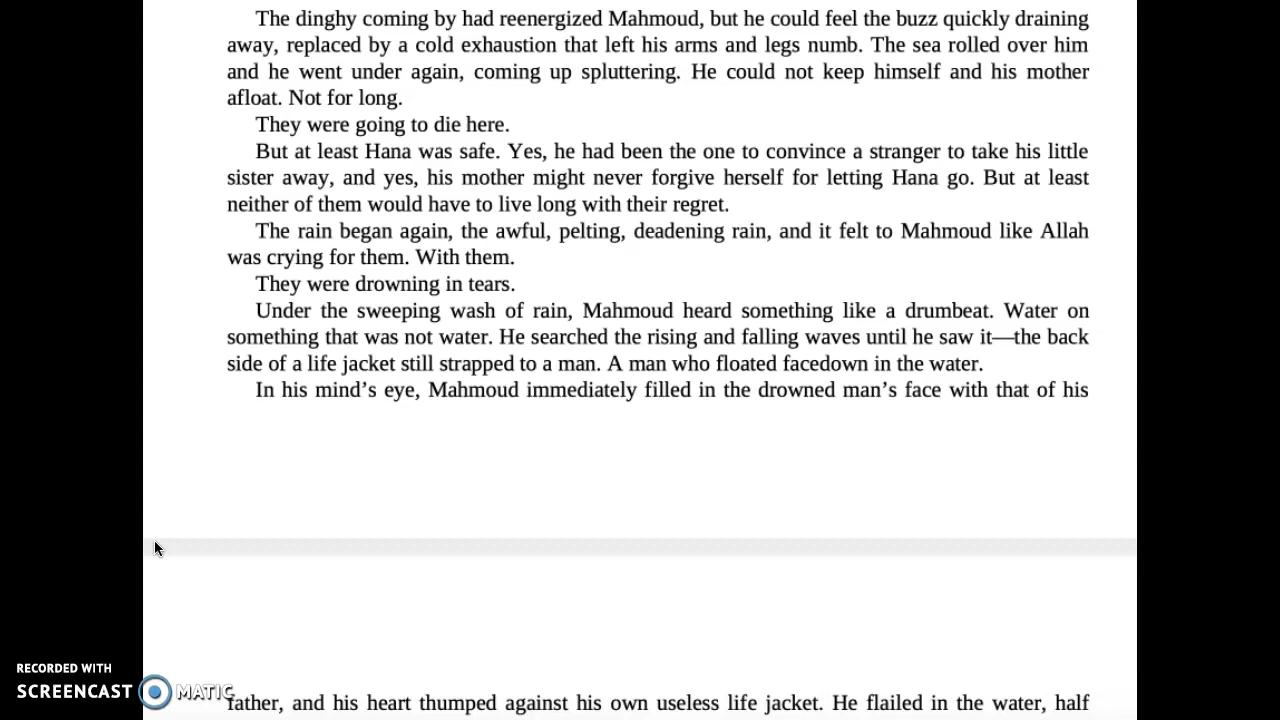 The dinghy coming by had reenergized Mahmoud, but he could feel the buzz quickly draining
away, replaced by a cold exhaustion that left his arms and legs numb. The sea rolled over him
and he went under again, coming up spluttering. He could not keep himself and his mother
afloat. Not for long.
They were going to die here.
But at least Hana was safe. Yes, he had been the one to convince a stranger to take his little
sister away, and yes, his mother might never forgive herself for letting Hana go. But at least
neither of them would have to live long with their regret.
The rain began again, the awful, pelting, deadening rain, and it felt to Mahmoud like Allah
was crying for them. With them.
They were drowning in tears.
Under the sweeping wash of rain, Mahmoud heard something like a drumbeat. Water on
something that was not water. He searched the rising and falling waves until he saw it—the back
side of a life jacket still strapped to a man. A man who floated facedown in the water.
In his mind’s eye, Mahmoud immediately filled in the drowned man’s face with that of his
father, and his heart thumped against his own useless life jacket. He flailed in the water, half
RECORDED WITH
SCREENCAST MATIC